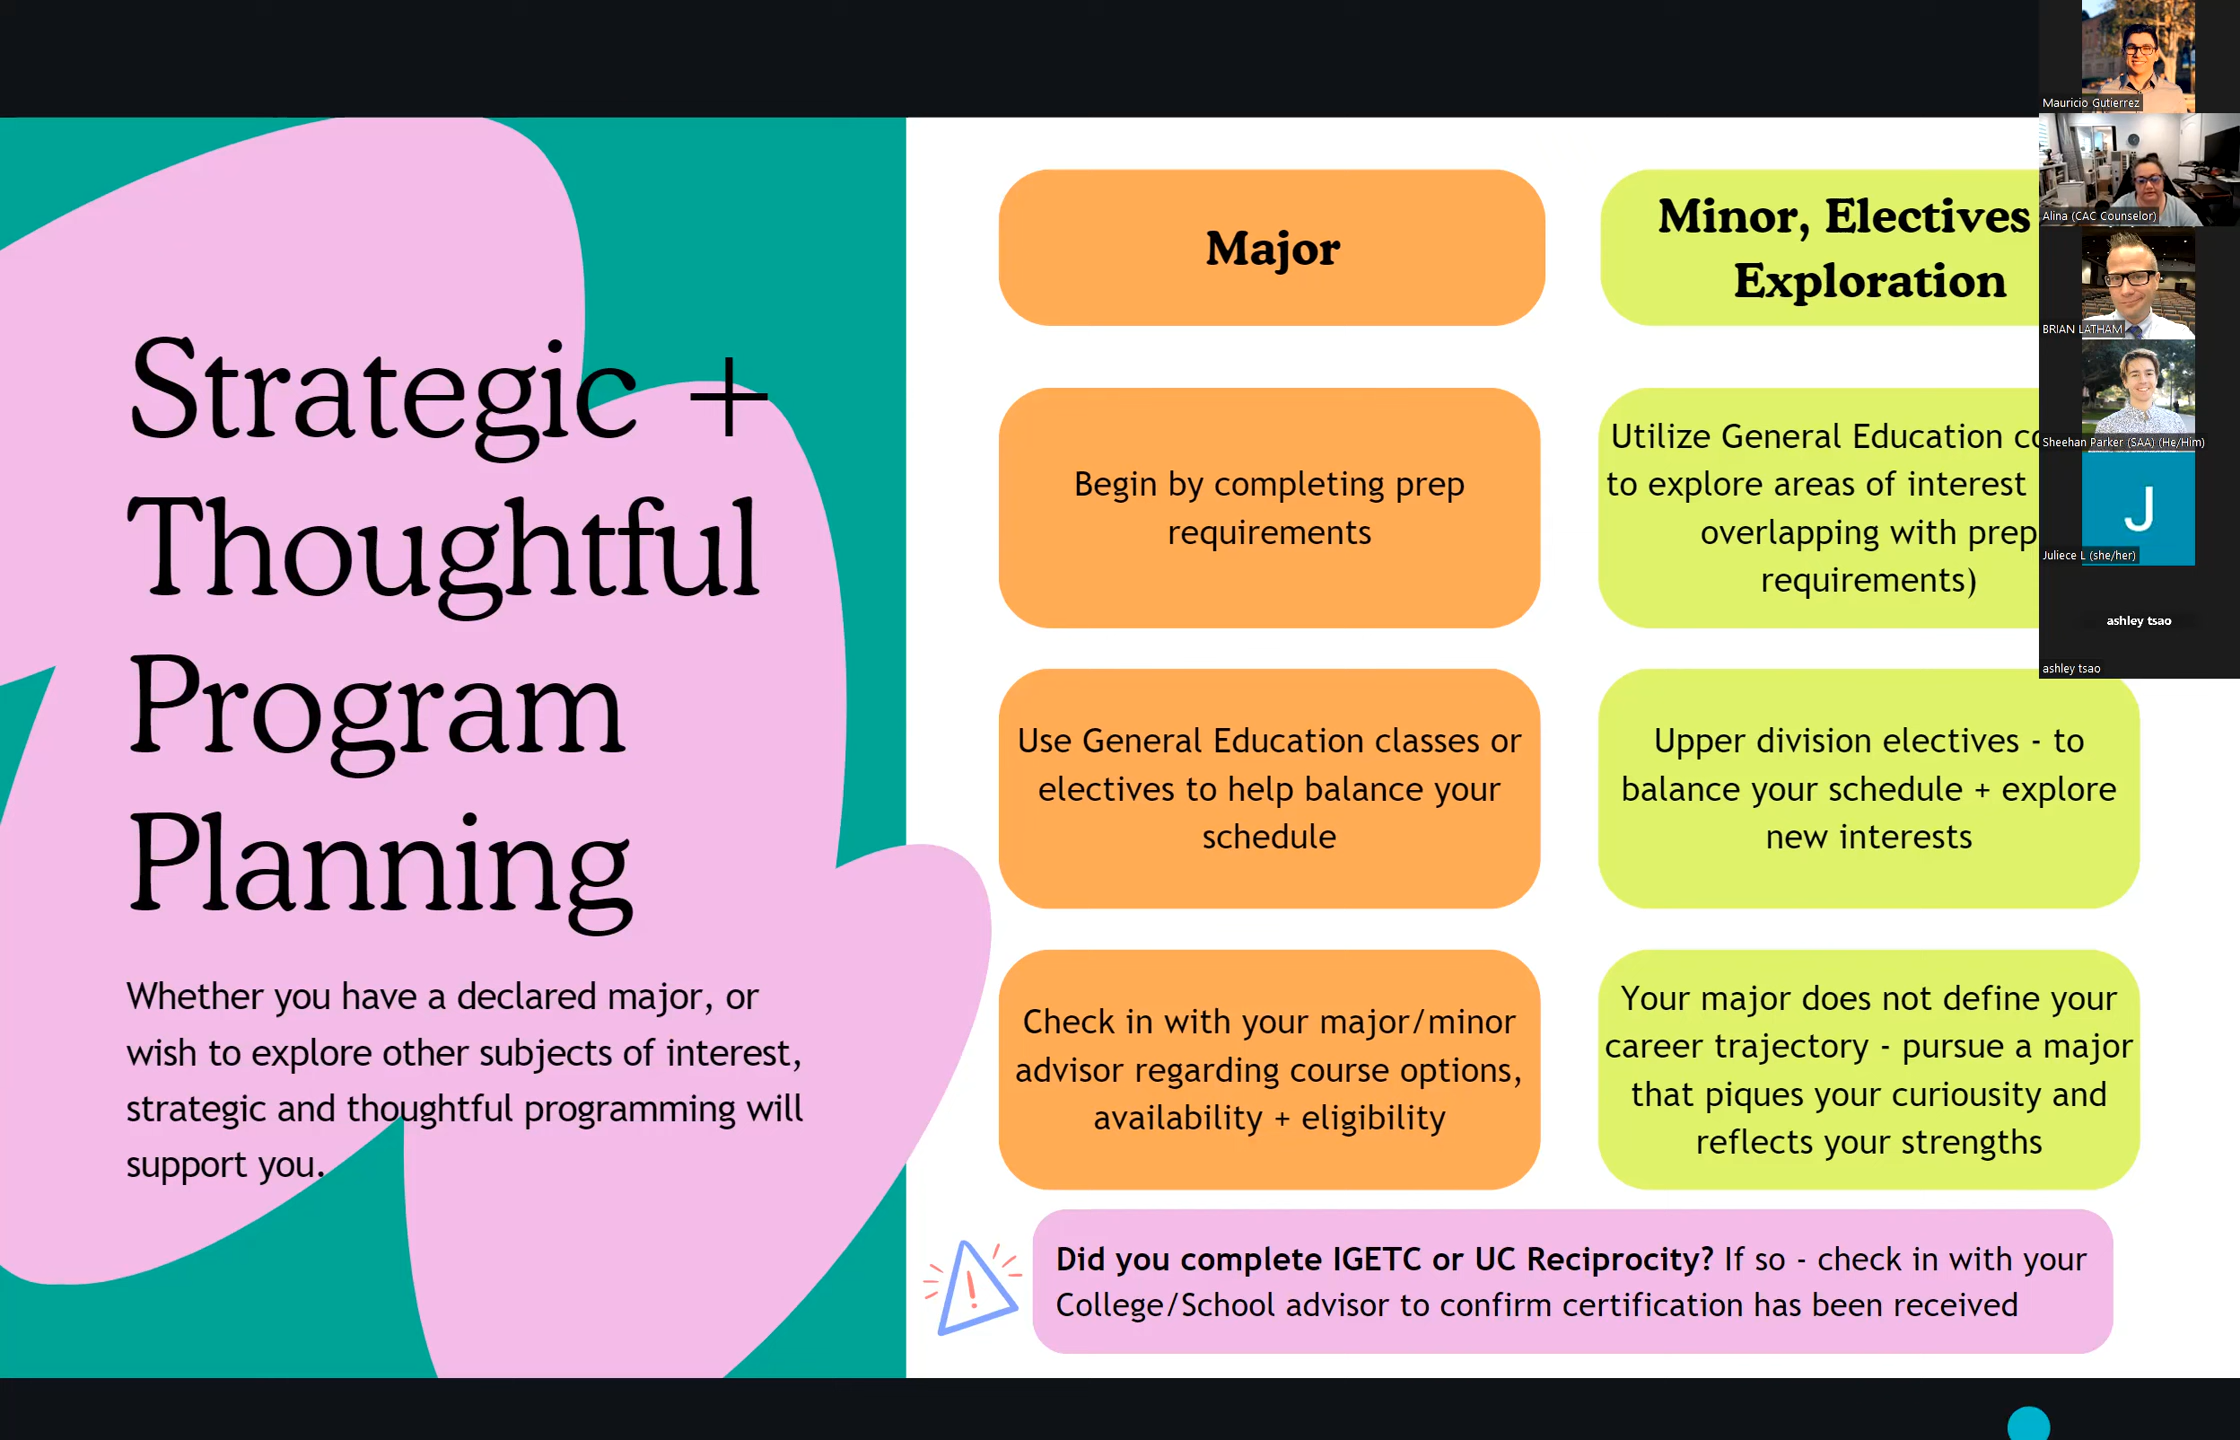 Strategic +
Thoughtful
Program
Planning
Whether you have a declared major, or
wish to explore other subjects of interest,
strategic and thoughtful programming will
support you.
Major
Begin by completing prep
requirements
Use General Education classes or
electives to help balance your
schedule
Check in with your major/minor
advisor regarding course options,
availability + eligibility
Minor, Electives
Exploration
Utilize General Education
to explore areas of interest
overlapping with prep
requirements)
Upper division electives - to
balance your schedule + explore
new interests
Your major does not define your
career trajectory - pursue a major
that piques your curiousity and
reflects your strengths
Did you complete IGETC or UC Reciprocity? If so - check in with your
College/School advisor to confirm certification has been received
Mauricio Gutierrez
Alina (CAC Counselor)
BRIAN LATHAM
Sheehan Parker (SAA) (He/Him)
J
Juliece L (she/her)
ashley tsao
ashley tsao